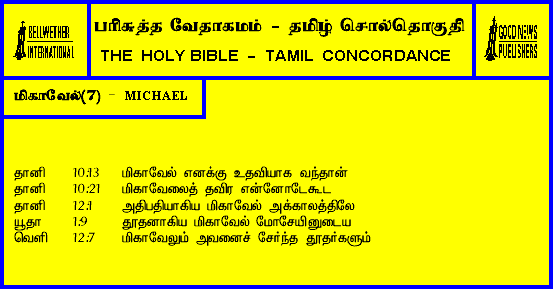 BELLWETHER
INTERNATIONAL
பரிசுத்த வேதாகமம் - தமிழ் சொல்தொகுதி
THE HOLY BIBLE - TAMIL CONCORDANCE
GOOD NEWS
PUBLISHERS
மிகாவேல்(7) - MICHAEL
தானி 10:13 மிகாவேல் எனக்கு உதவியாக வந்தான்
தானி 10:21 மிகாவேலைத் தவிர என்னோடேகூட
தானி 12:1 அதிபதியாகிய மிகாவேல் அக்காலத்திலே
யூதா 1:9 தூதனாகிய மிகாவேல் மோசேயினுடைய
வெளி 12:7 மிகாவேலும் அவனைச் சேர்ந்த தூதர்களும்